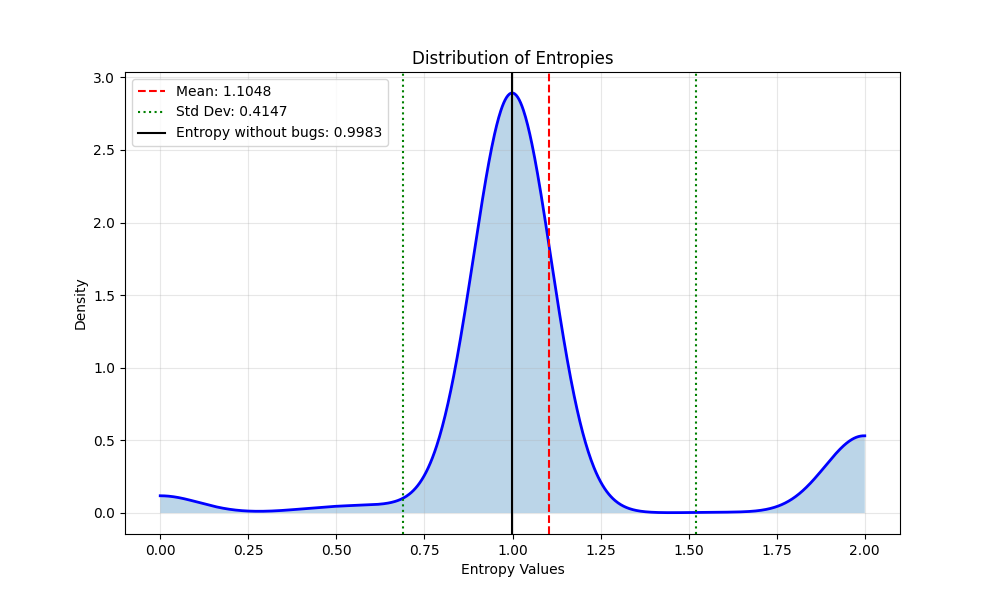 Distribution of Entropies
Mean: 1.1048
Std Dev: 0.4147
Entropy without bugs: 0.9983
3.0
2.5
2.0
1.5
1.0
0.5
0.0
Density
0.00 0.25 0.50 0.75 1.00 1.25 1.50 1.75 2.00
Entropy Values